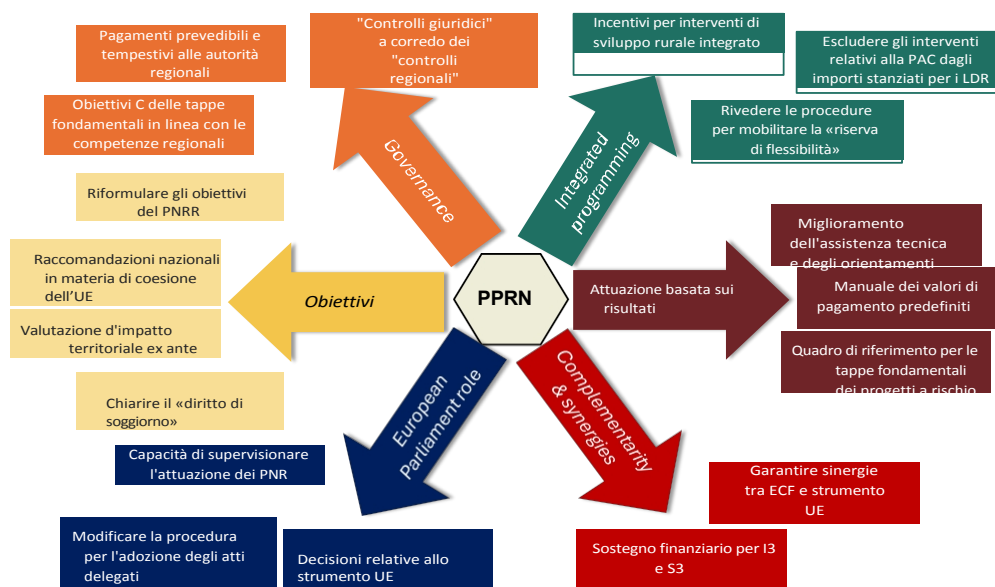 Pagamenti prevedibili e
tempestivi alle autorità
regionali
"Controlli giuridici"
a corredo dei
"controlli
regionali"
Obiettivi C delle tappe
fondamentali in linea con le
competenze regionali
Governance
Incentivi per interventi di
sviluppo rurale integrato
Escludere gli interventi
relativi alla PAC dagli
importi stanziati per i LDR
Rivedere le procedure
per mobilitare la «riserva
di flessibilità»
Integrated
programming
Riformulare gli obiettivi
del PNRR
Raccomandazioni nazionali
in materia di coesione
dell'UE
Valutazione d'impatto
territoriale ex ante
Chiarire il «diritto di
soggiorno»
Obiettivi
PPRN
Attuazione basata sui
risultati
Miglioramento
dell'assistenza tecnica
e degli orientamenti
Manuale dei valori di
pagamento predefiniti
Quadro di riferimento per le
tappe fondamentali
dei progetti a rischio
European
Parliament role
Capacità di supervisionare
l'attuazione dei PNR
Modificare la procedura
per l'adozione degli atti
delegati
Decisioni relative allo
strumento UE
Complementarity
& synergies
Garantire sinergie
tra ECF e strumento
UE
Sostegno finanziario per I3
e S3